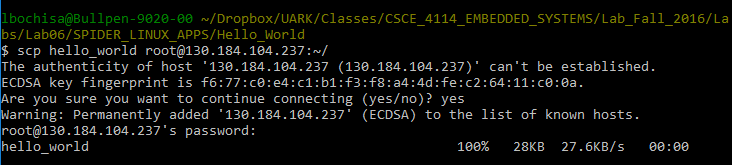 lbochisa@Bullpen-9020-00 ~/Dropbox/UARK/Classes/CSCE_4114_EMBEDDED_SYSTEMS/Lab_Fall_2016/La
bs/Lab06/SPIDER_LINUX_APPS/Hello_World
$ scp hello_world root@130.184.104.237:~/
The authenticity of host '130.184.104.237 (130.184.104.237)' can't be established.
ECDSA key fingerprint is f6:77:c0:e4:c1:b1:f3:f8:a4:4d:fe:c2:64:11:c0:0a.
Are you sure you want to continue connecting (yes/no)? yes
Warning: Permanently added '130.184.104.237' (ECDSA) to the list of known hosts.
root@130.184.104.237's password:
hello_world 100% 28KB 27.6KB/s 00:00